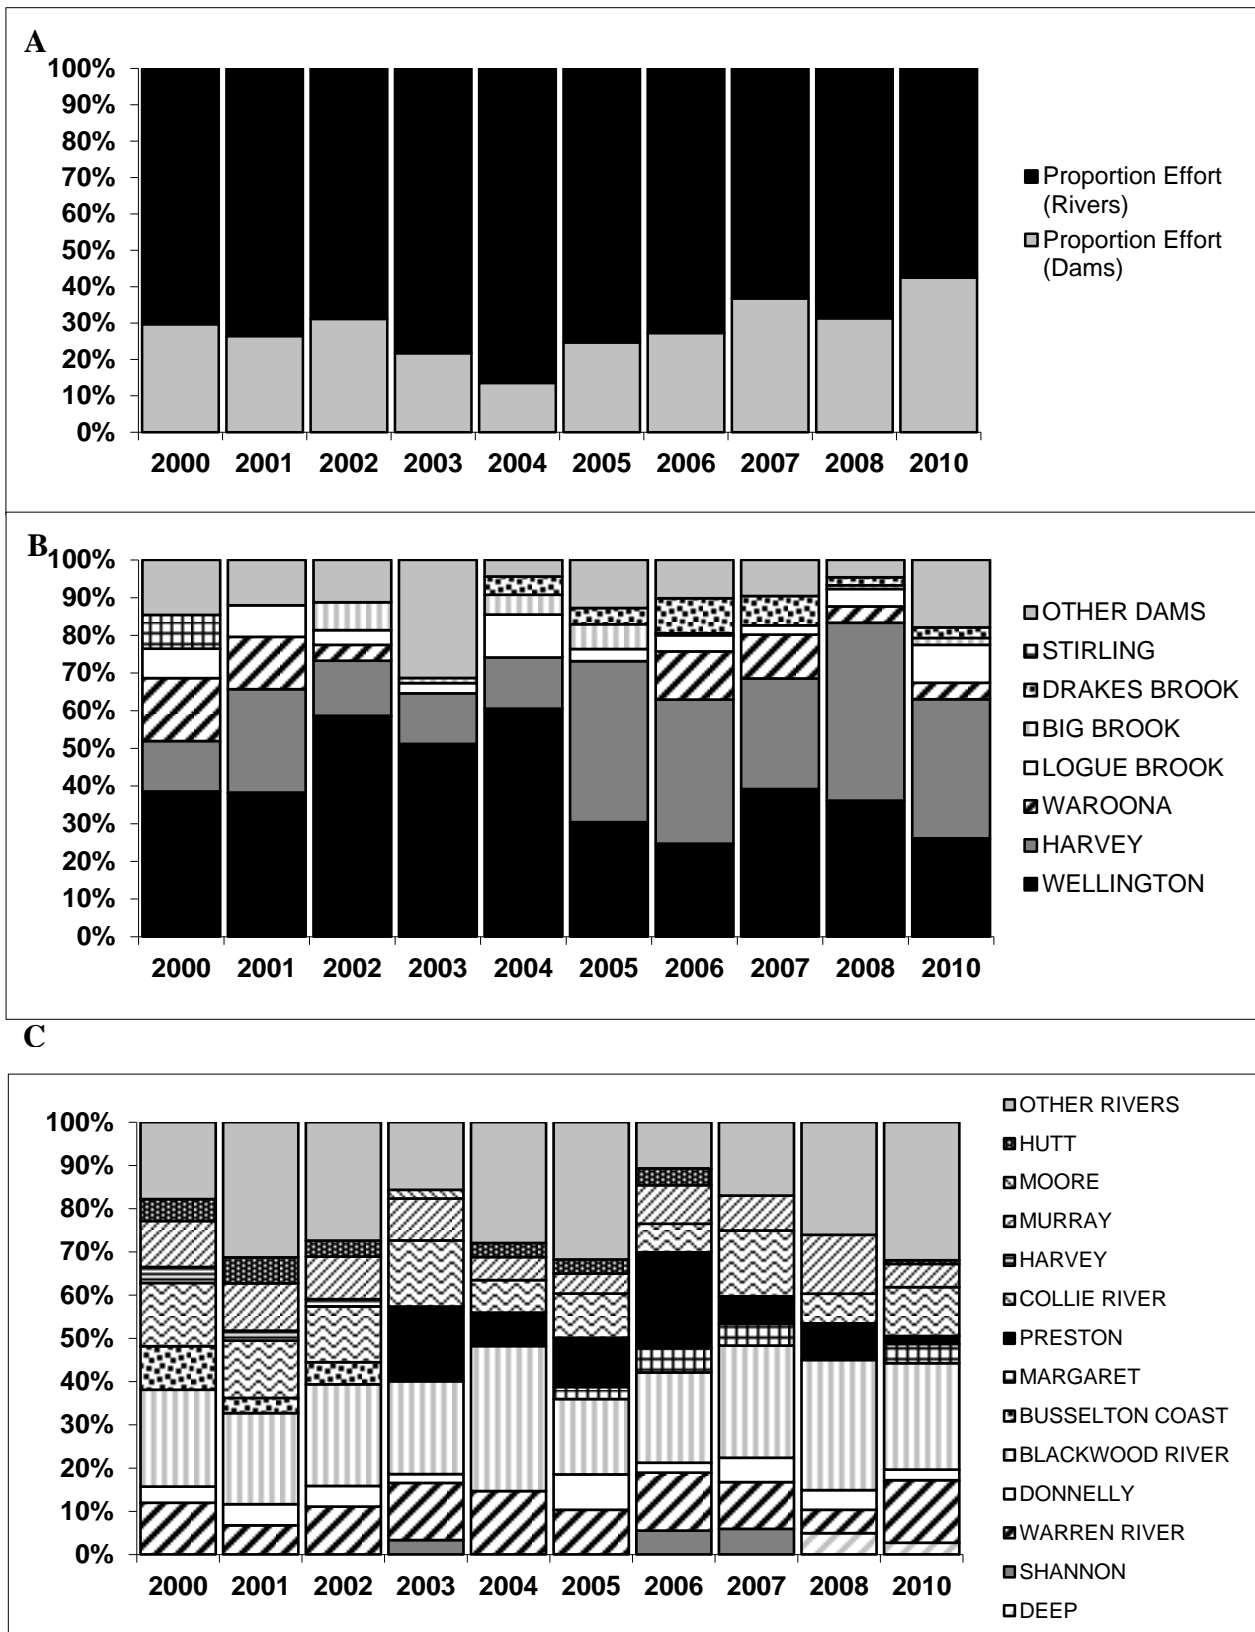 A
100%
90%
80%
70%
60%
50%
40%
30%
20%
10%
0%
2000 2001 2002 2003 2004 2005 2006 2007 2008 2010
Proportion Effort
(Rivers)
Proportion Effort
(Dams)
B
100%
90%
80%
70%
60%
50%
40%
30%
20%
10%
0%
2000 2001 2002 2003 2004 2005 2006 2007 2008 2010
OTHER DAMS
STIRLING
DRAKES BROOK
BIG BROOK
LOGUE BROOK
WAROONA
HARVEY
WELLINGTON
C
100%
90%
80%
70%
60%
50%
40%
30%
20%
10%
0%
2000 2001 2002 2003 2004 2005 2006 2007 2008 2010
OTHER RIVERS
HUTT
MOORE
MURRAY
HARVEY
COLLIE RIVER
PRESTON
MARGARET
BUSSELTON COAST
BLACKWOOD RIVER
DONNELLY
WARREN RIVER
SHANNON
DEEP